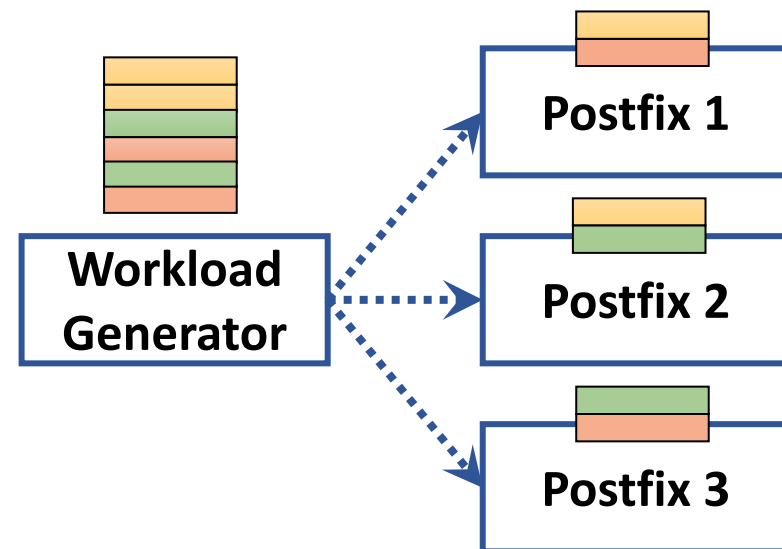 Workload
Generator
Postfix 1
Postfix 2
Postfix 3